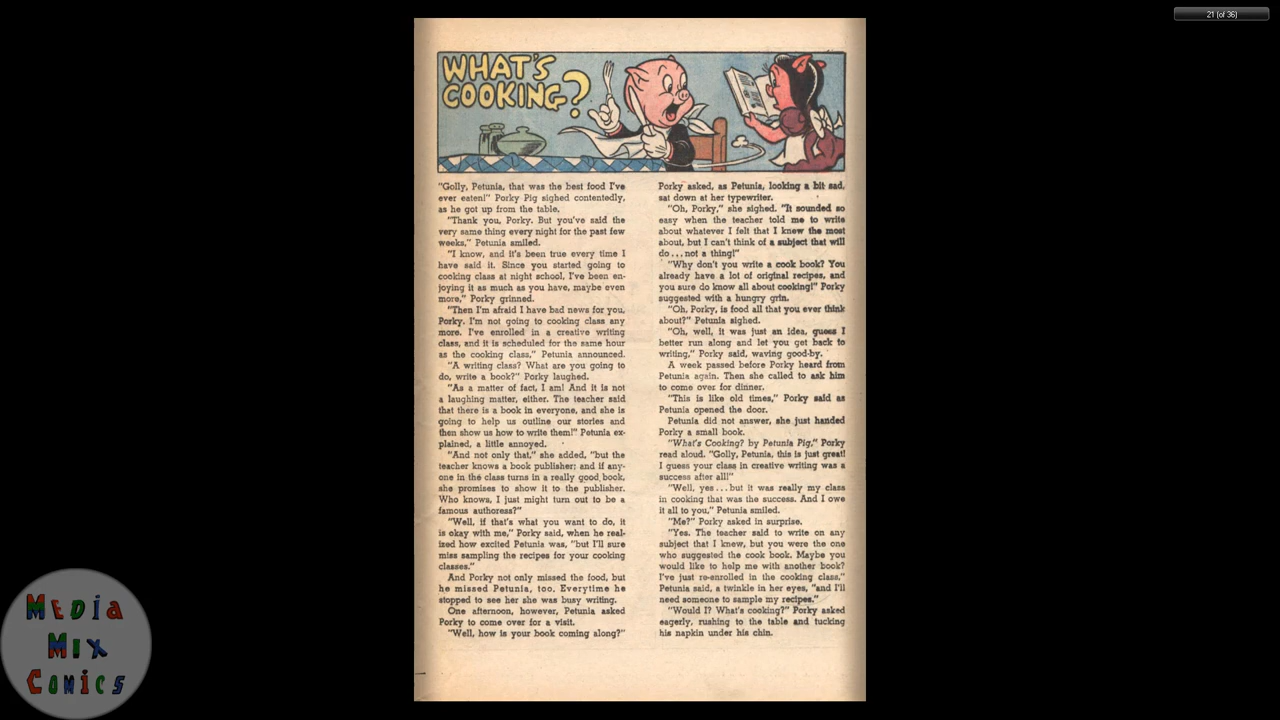 21 (of 36)
WHAT'S
COOKING?
"Golly, Petunia, that was the best food I've
ever eaten!" Porky Pig sighed contentedly,
as he got up from the table.
"Thank you, Porky. But you've said the
very same thing every night for the past few
weeks," Petunia smiled.
"I know, and it's been true every time I
have said it. Since you started going to
cooking class at night school, I've been en-
joying it as much as you have, maybe even
more," Porky grinned.
"Then I'm afraid I have bad news for you,
Porky. I'm not going to cooking class any
more. I've enrolled in a creative writing
class, and it is scheduled for the same hour
as the cooking class," Petunia announced.
"A writing class? What are you going to
do, write a book?" Porky laughed.
"As a matter of fact, I am! And it is not
a laughing matter, either. The teacher said
that there is a book in everyone, and she is
going to help us outline our stories and
then show us how to write them!" Petunia ex-
plained, a little annoyed.
"And not only that," she added, "but the
teacher knows a book publisher; and if any-
one in the class turns in a really good book,
she promises to show it to the publisher.
Who knows, I just might turn out to be a
famous authoress?"
"Well, if that's what you want to do, it
is okay with me," Porky said, when he real-
ized how excited Petunia was, "but I'll sure
miss sampling the recipes for your cooking
classes."
And Porky not only missed the food, but
he missed Petunia, too. Everytime he
stopped to see her she was busy writing.
One afternoon, however, Petunia asked
Porky to come over for a visit.
"Well, how is your book coming along?"
Porky asked, as Petunia, looking a bit sad,
sat down at her typewriter.
"Oh, Porky," she sighed. "It sounded so
easy when the teacher told me to write
about whatever I felt that I knew the most
about, but I can't think of a subject that will
do...not a thing!"
"Why don't you write a cook book? You
already have a lot of original recipes, and
you sure do know all about cooking!" Porky
suggested with a hungry grin.
"Oh, Porky, is food all that you ever think
about?" Petunia sighed.
"Oh, well, it was just an idea, guess I
better run along and let you get back to
writing," Porky said, waving good-by.
A week passed before Porky heard from
Petunia again. Then she called to ask him
to come over for dinner.
"This is like old times," Porky said as
Petunia opened the door.
Petunia did not answer, she just handed
Porky a small book.
"What's Cooking? by Petunia Pig," Porky
read aloud. "Golly, Petunia, this is just great!
I guess your class in creative writing was a
success after all!"
"Well, yes...but it was really my class
in cooking that was the success. And I owe
it all to you," Petunia smiled.
"Me?" Porky asked in surprise.
"Yes. The teacher said to write on any
subject that I knew, but you were the one
who suggested the cook book. Maybe you
would like to help me with another book?
I've just re-enrolled in the cooking class,"
Petunia said, a twinkle in her eyes, "and I'll
need someone to sample my recipes."
"Would I? What's cooking?" Porky asked
eagerly, rushing to the table and tucking
his napkin under his chin.
MEDIA
MIX
COMICS